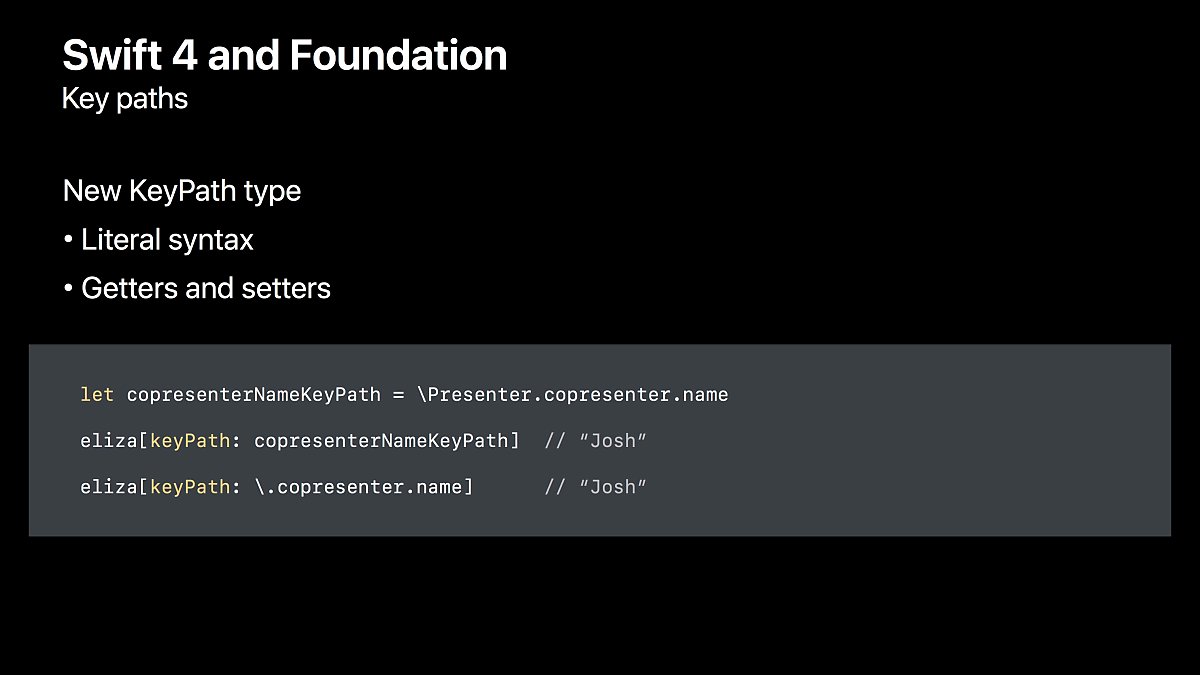 Swift 4 and Foundation
Key paths
New KeyPath type
• Literal syntax
• Getters and setters
let copresenterNameKeyPath = \Presenter.copresenter.name
eliza[keyPath: copresenterNameKeyPath]  // “Josh”
eliza[keyPath: \.copresenter.name]      // “Josh”